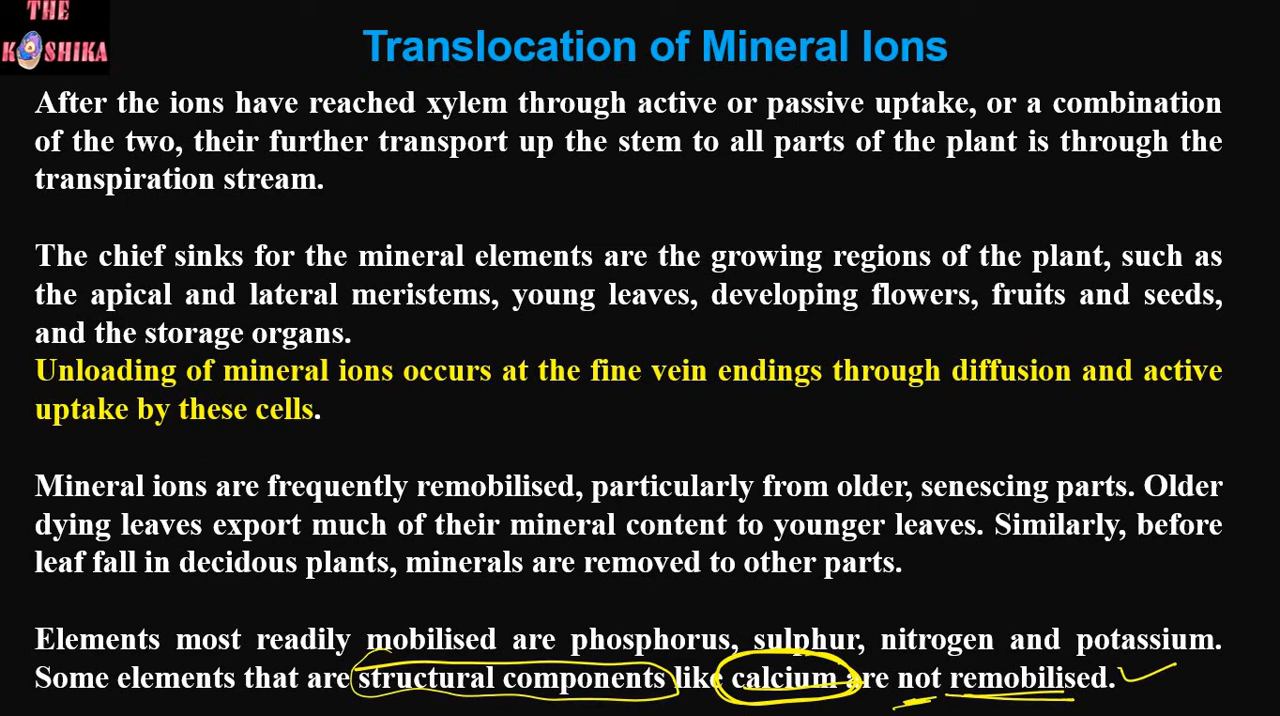 THE
KOSHIKA
Translocation of Mineral Ions
After the ions have reached xylem through active or passive uptake, or a combination
of the two, their further transport up the stem to all parts of the plant is through the
transpiration stream.
The chief sinks for the mineral elements are the growing regions of the plant, such as
the apical and lateral meristems, young leaves, developing flowers, fruits and seeds,
and the storage organs.
Unloading of mineral ions occurs at the fine vein endings through diffusion and active
uptake by these cells.
Mineral ions are frequently remobilised, particularly from older, senescing parts. Older
dying leaves export much of their mineral content to younger leaves. Similarly, before
leaf fall in decidous plants, minerals are removed to other parts.
Elements most readily mobilised are phosphorus, sulphur, nitrogen and potassium.
Some elements that are structural components like calcium are not remobilised.